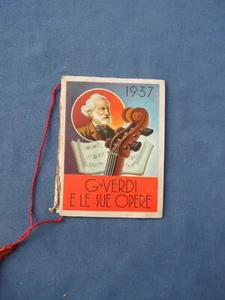 1937
G. VERDI
E LE SUE OPERE